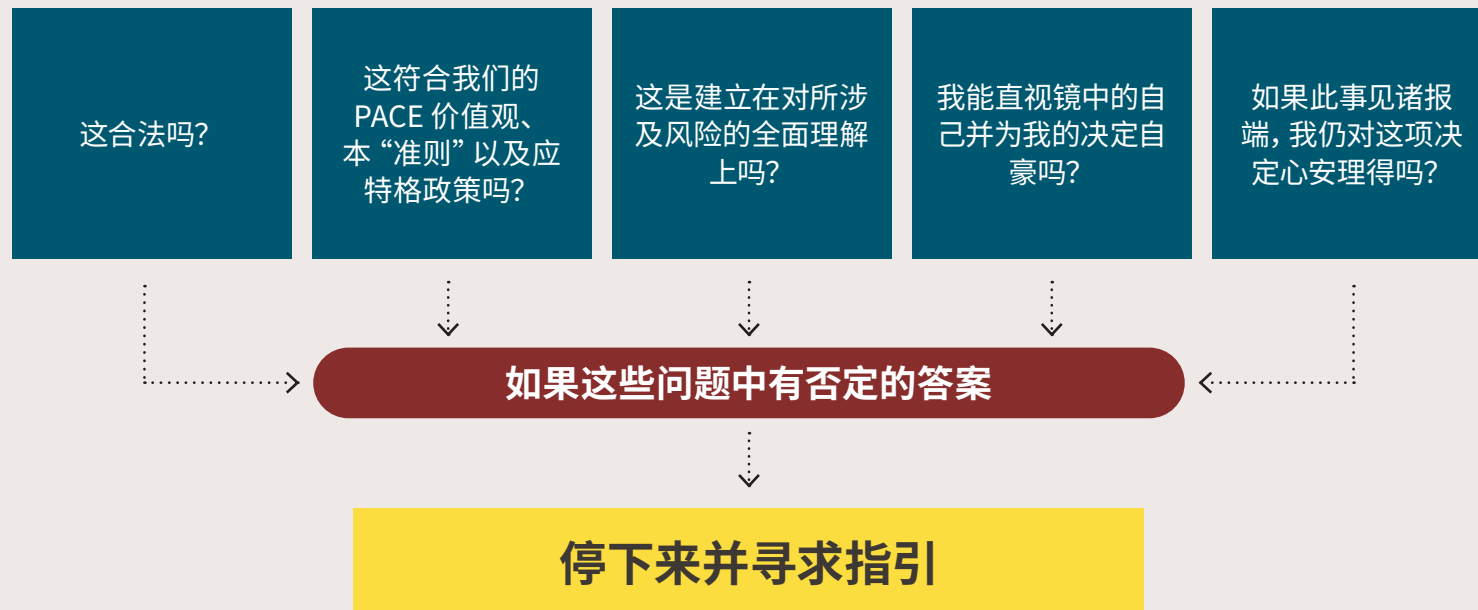 这合法吗？
这符合我们的
PACE 价值观、
本 “准则” 以及应
特格政策吗？
这是建立在对所涉
及风险的全面理解
上吗？
我能直视镜中的自
己并为我的决定自
豪吗？
如果此事见诸报
端，我仍对这项决
定心安理得吗？
如果这些问题中有否定的答案
停下来并寻求指引